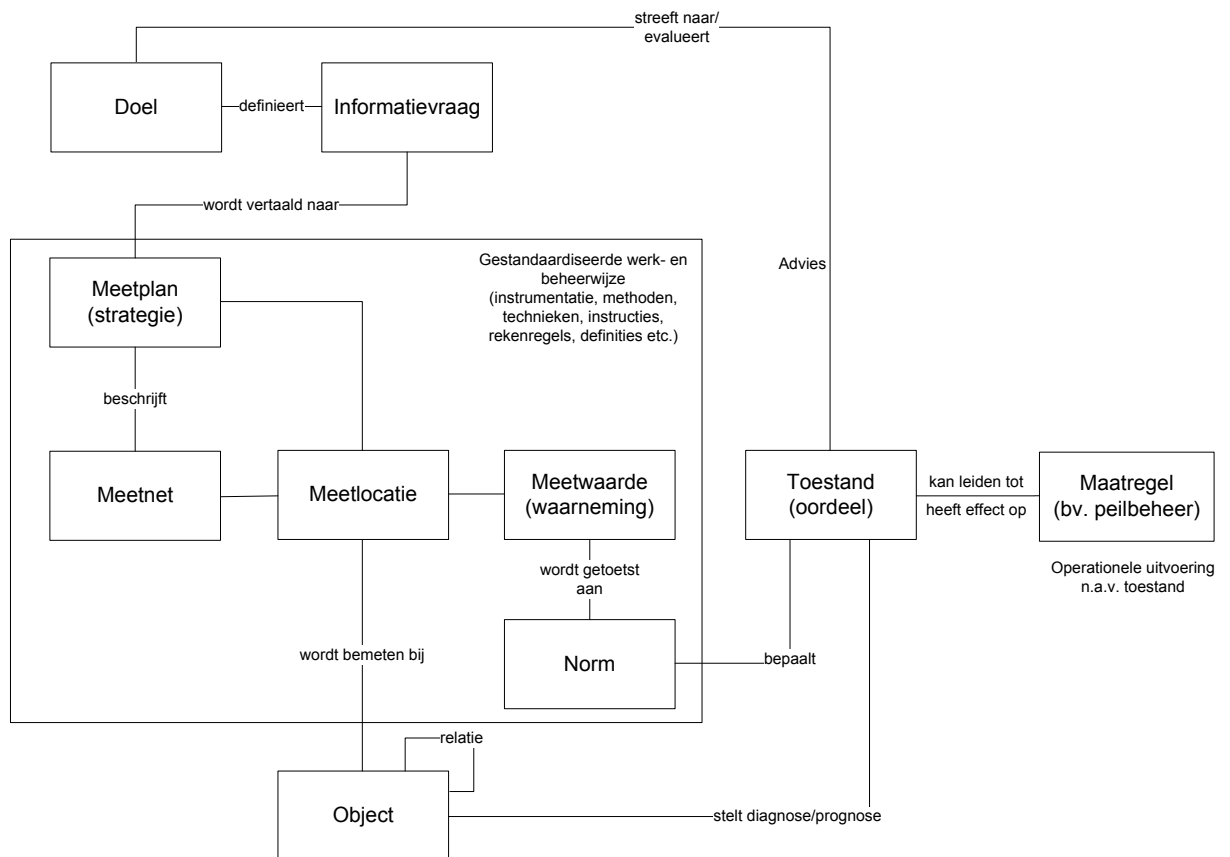 streeft naar/
evalueert
Doel
definieert
Informatievraag
wordt vertaald naar
Gestandaardiseerde werk- en
beheerwijze
(instrumentatie, methoden,
technieken, instructies,
rekenregels, definities etc.)
Advies
Meetplan
(strategie)
beschrijft
Meetnet
Meetlocatie
Meetwaarde
(waarneming)
Toestand
(oordeel)
kan leiden tot
heeft effect op
Maatregel
(bv. peilbeheer)
Operationele uitvoering
n.a.v. toestand
wordt getoetst
aan
wordt bemeten bij
Norm
bepaalt
relatie
Object
stelt diagnose/prognose